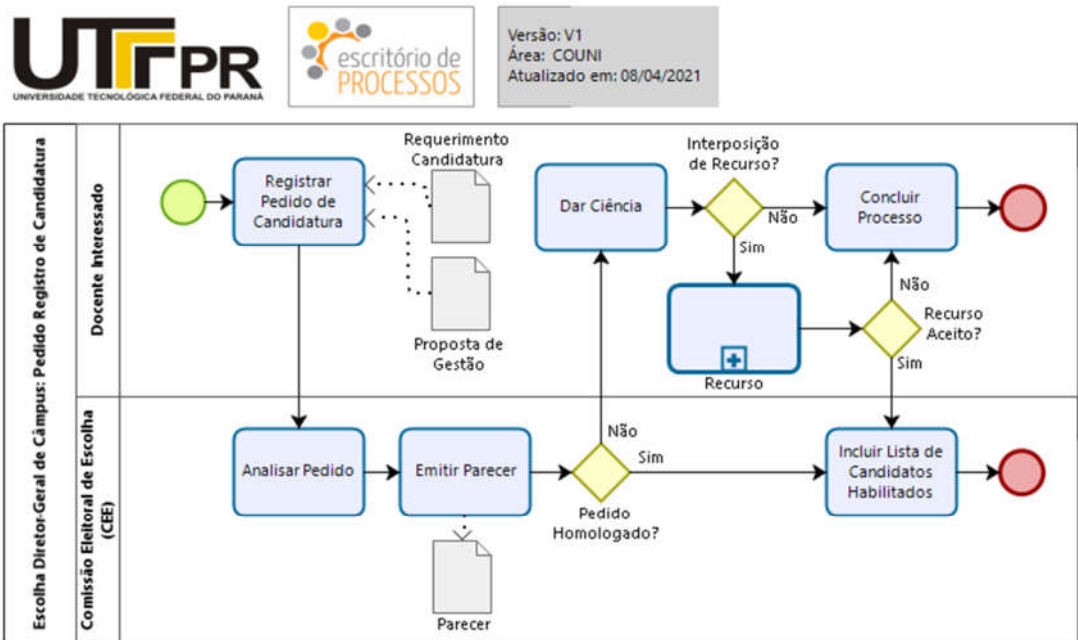 UTFPR
UNIVERSIDADE TECNOLÓGICA FEDERAL DO PARANÁ
escritório de
PROCESSOS
Versão: V1
Área: COUNI
Atualizado em: 08/04/2021
Escolha Diretor-Geral de Câmpus: Pedido Registro de Candidatura
Docente Interessado
Registrar
Pedido de
Candidatura
Requerimento
Candidatura
Proposta de
Gestão
Dar Ciência
Interposição
de Recurso?
Não
Sim
Concluir
Processo
Recurso
Não
Recurso
Aceito?
Sim
Comissão Eleitoral de Escolha
(CEE)
Analisar Pedido
Emitir Parecer
Parecer
Não
Sim
Pedido
Homologado?
Incluir Lista de
Candidatos
Habilitados